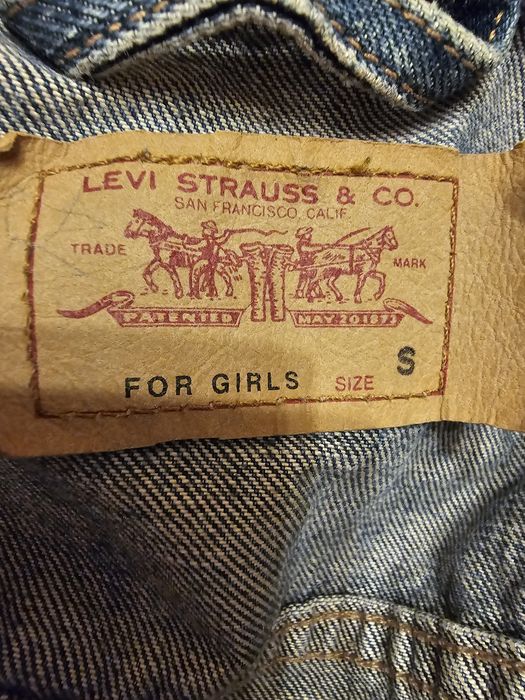 LEVI STRAUSS & CO.
SAN FRANCISCO, CALIF.
TRADE MARK
PATENTED MAY 20 1873
FOR GIRLS SIZE S